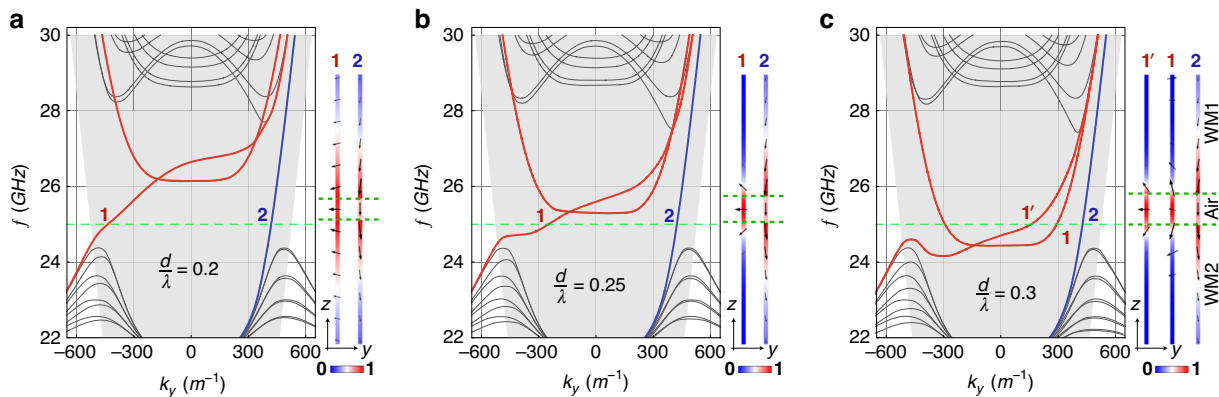 a
30
28
26
24
22
f (GHz)
1
2
d/λ = 0.2
−600 −300 0 300 600
k_y (m⁻¹)
1 2
z
y
0 1
b
30
28
26
24
22
f (GHz)
1
2
d/λ = 0.25
−600 −300 0 300 600
k_y (m⁻¹)
1 2
z
y
0 1
c
30
28
26
24
22
f (GHz)
1′
2
1
d/λ = 0.3
−600 −300 0 300 600
k_y (m⁻¹)
1′ 1 2
WM1
Air
WM2
z
y
0 1